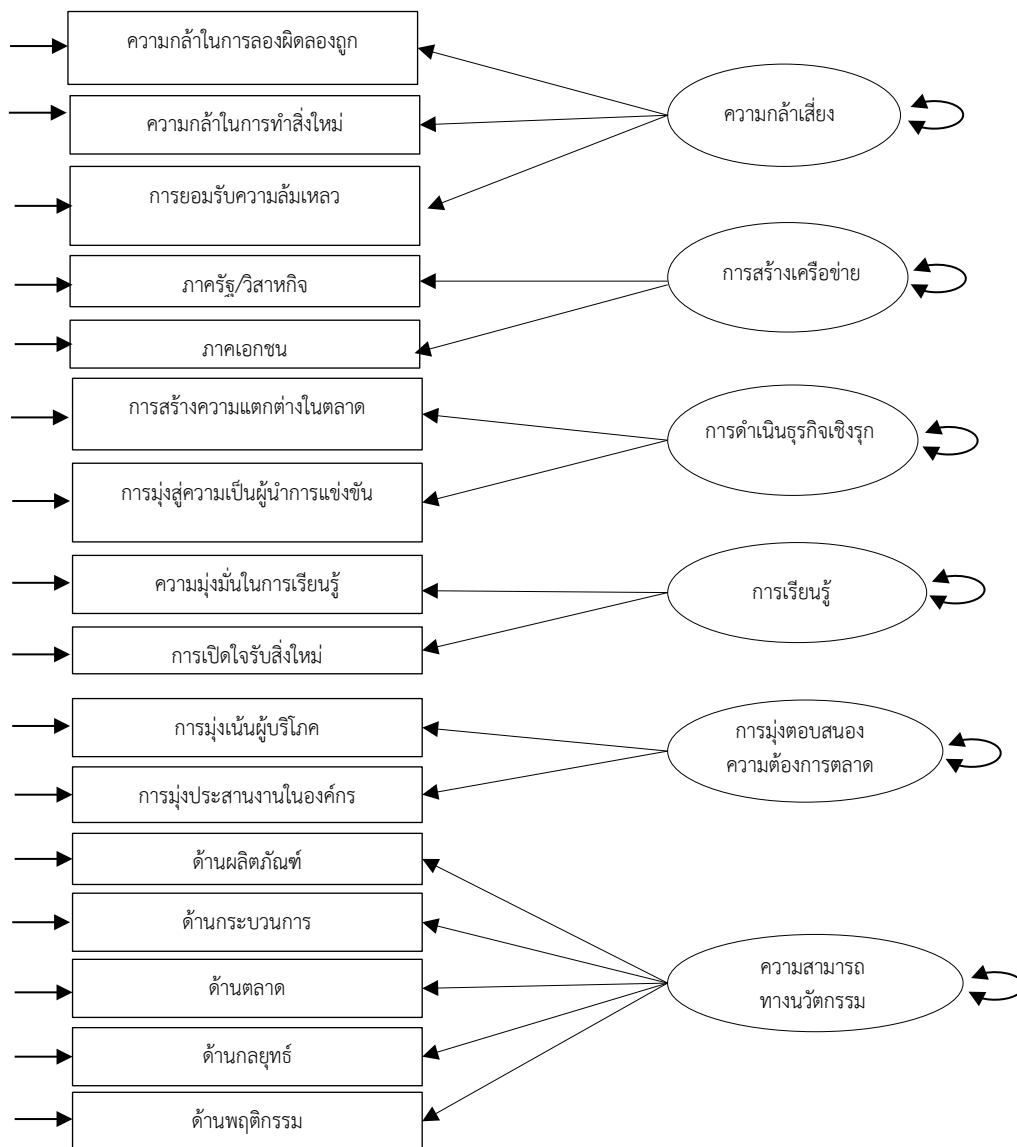 ความกล้าในการลองผิดลองถูก
ความกล้าในการทำสิ่งใหม่
การยอมรับความล้มเหลว
ความกล้าเสี่ยง
ภาครัฐ/วิสาหกิจ
ภาคเอกชน
การสร้างเครือข่าย
การสร้างความแตกต่างในตลาด
การมุ่งสู่ความเป็นผู้นำการแข่งขัน
การดำเนินธุรกิจเชิงรุก
ความมุ่งมั่นในการเรียนรู้
การเปิดใจรับสิ่งใหม่
การเรียนรู้
การมุ่งเน้นผู้บริโภค
การมุ่งประสานงานในองค์กร
การมุ่งตอบสนอง
ความต้องการตลาด
ด้านผลิตภัณฑ์
ด้านกระบวนการ
ด้านตลาด
ด้านกลยุทธ์
ด้านพฤติกรรม
ความสามารถ
ทางนวัตกรรม